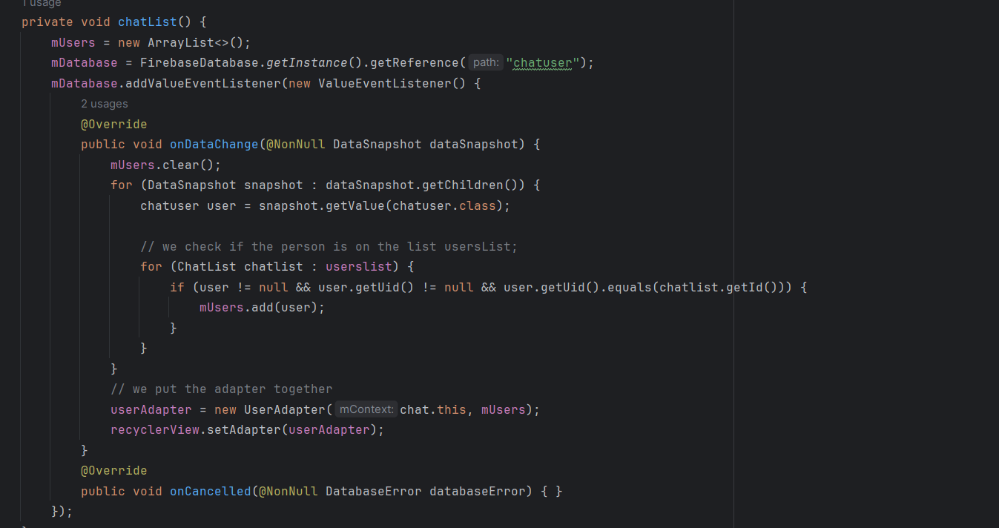 1 usage
private void chatList() {
mUsers = new ArrayList<>();
mDatabase = FirebaseDatabase.getInstance().getReference( path: "chatuser");
mDatabase.addValueEventListener(new ValueEventListener() {
2 usages
@Override
public void onDataChange(@NonNull DataSnapshot dataSnapshot) {
mUsers.clear();
for (DataSnapshot snapshot : dataSnapshot.getChildren()) {
chatuser user = snapshot.getValue(chatuser.class);
// we check if the person is on the list usersList;
for (ChatList chatlist : userslist) {
if (user != null && user.getUid() != null && user.getUid().equals(chatlist.getId())) {
mUsers.add(user);
}
}
}
// we put the adapter together
userAdapter = new UserAdapter( mContext: chat.this, mUsers);
recyclerView.setAdapter(userAdapter);
}
@Override
public void onCancelled(@NonNull DatabaseError databaseError) { }
});